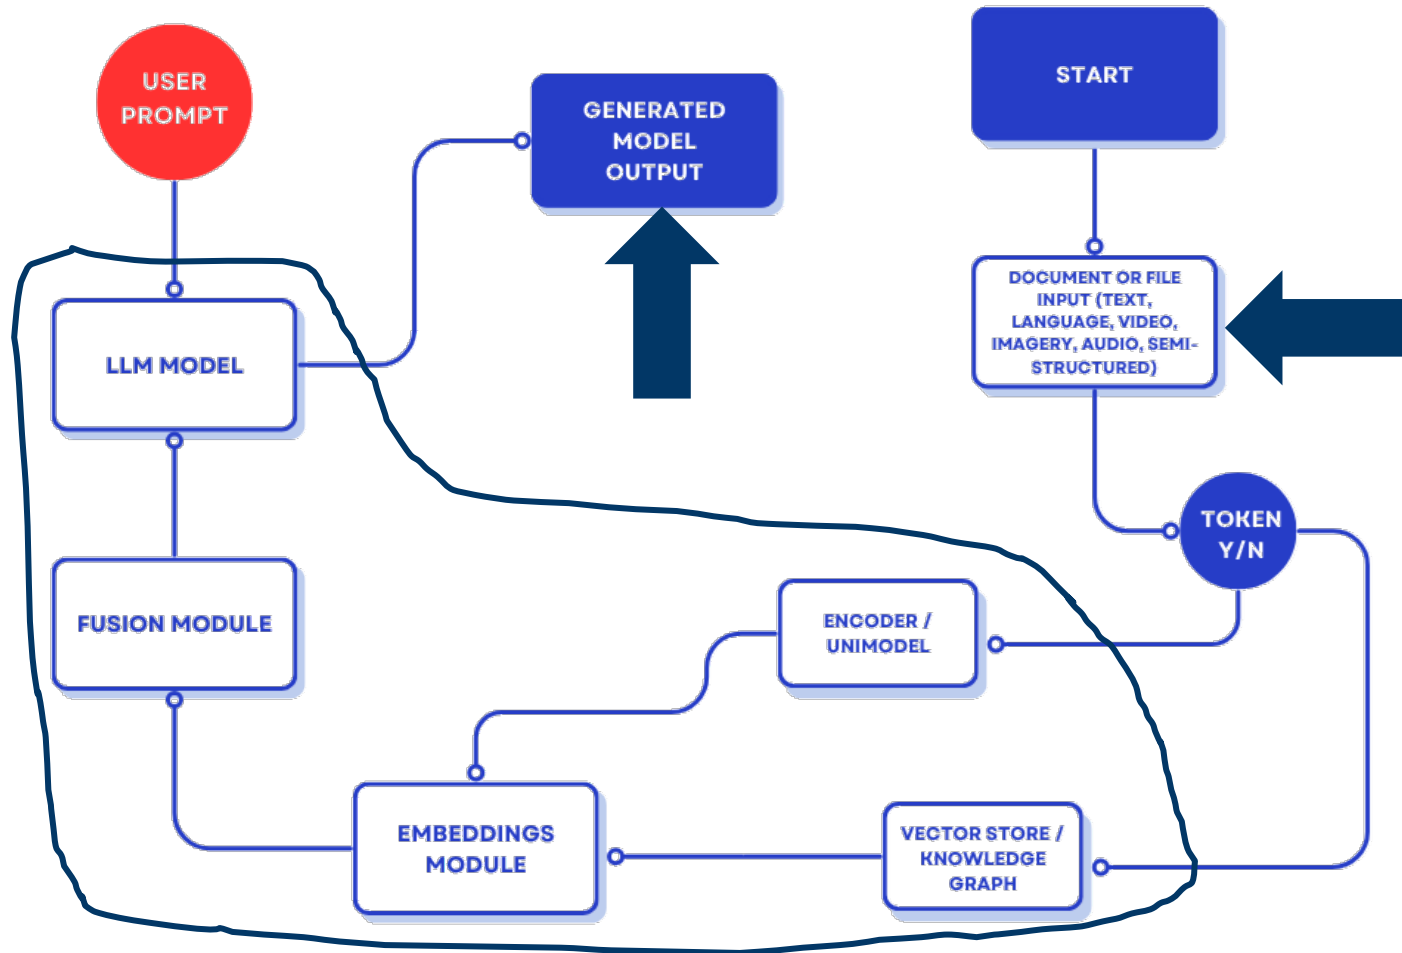 USER
PROMPT
GENERATED
MODEL
OUTPUT
START
DOCUMENT OR FILE
INPUT (TEXT,
LANGUAGE, VIDEO,
IMAGERY, AUDIO, SEMI-
STRUCTURED)
LLM MODEL
TOKEN
Y/N
FUSION MODULE
ENCODER /
UNIMODEL
EMBEDDINGS
MODULE
VECTOR STORE /
KNOWLEDGE
GRAPH